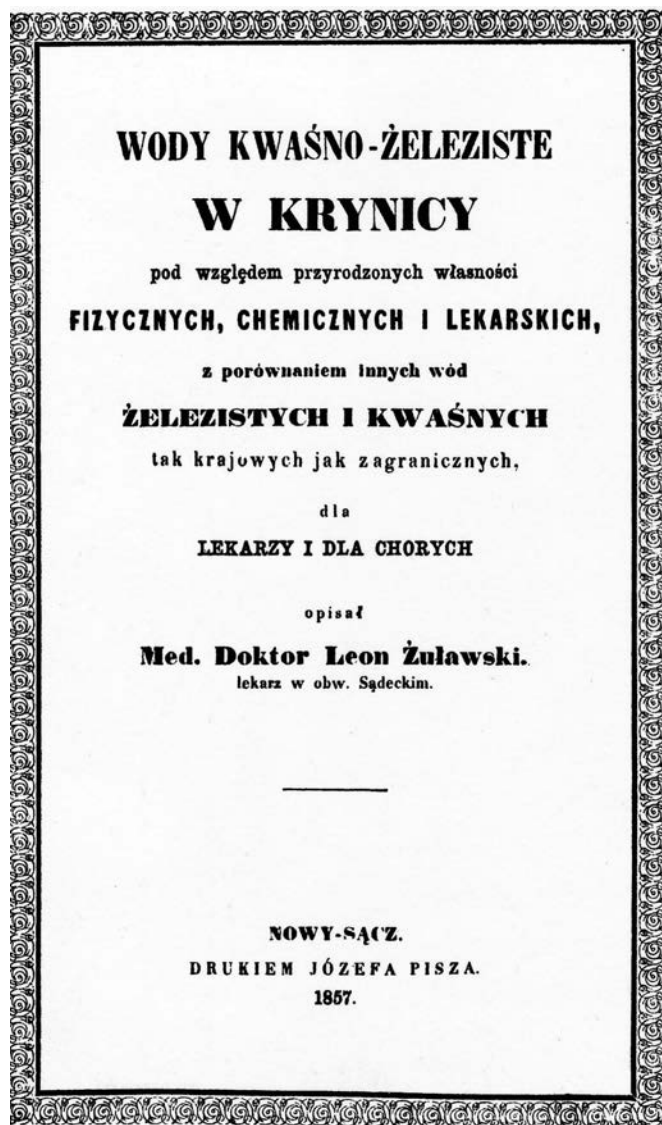 WODY KWAŚNO-ŻELEZISTE
W KRYNICY
pod względem przyrodzonych własności
FIZYCZNYCH, CHEMICZNYCH I LEKARSKICH,
z porównaniem innych wód
ŻELEZISTYCH I KWAŚNYCH
tak krajowych jak zagranicznych,
dla
LEKARZY I DLA CHORYCH
opisał
Med. Doktor Leon Żuławski.
lekarz w obw. Sądeckim.
NOWY-SĄCZ.
DRUKIEM JÓZEFA PISZA.
1857.